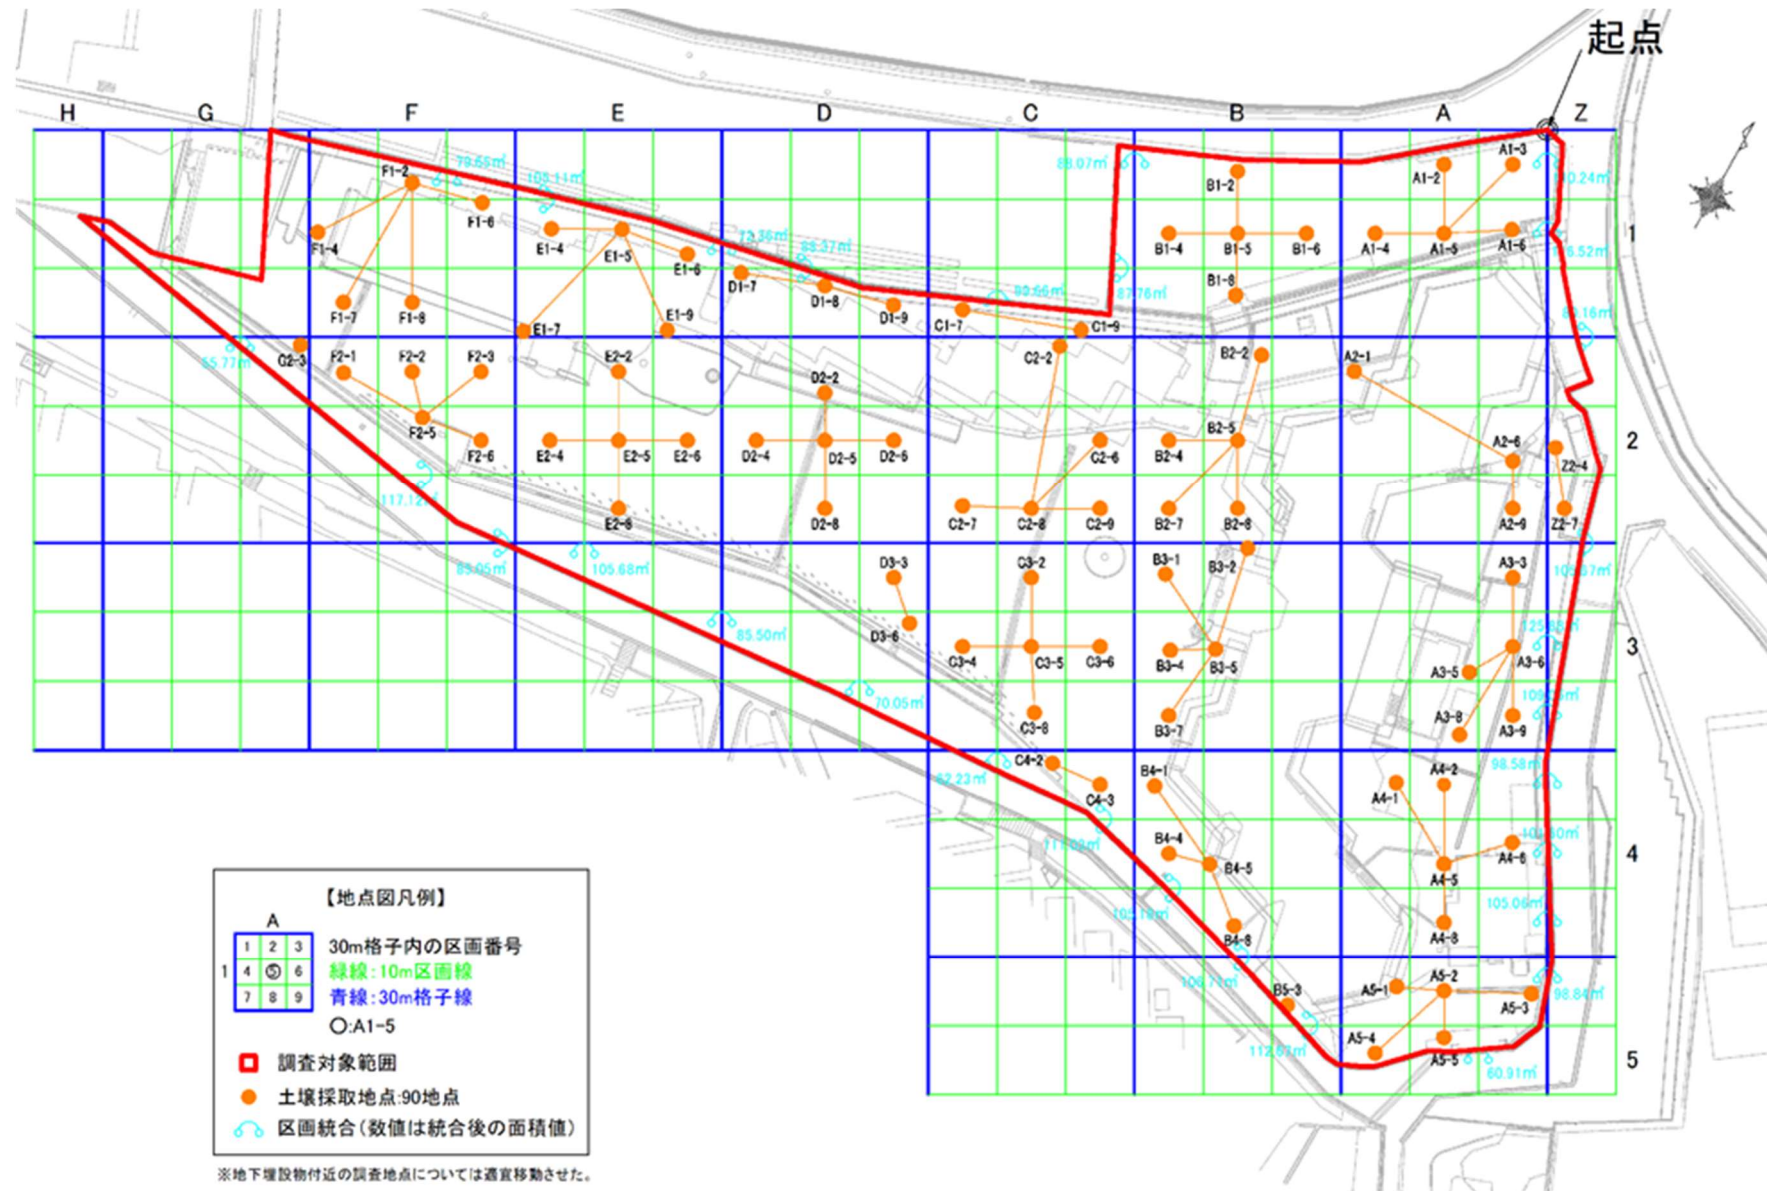 起点
H
G
F
E
D
C
B
A
Z
F1-2
79.65㎡
105.11㎡
88.07㎡
B1-2
A1-2
A1-3
110.24㎡
F1-6
F1-4
E1-4
E1-5
E1-6
72.36㎡
B1-4
B1-5
B1-6
A1-4
A1-5
A1-6
1
D1-7
D1-8
D1-9
B1-8
87.76㎡
F1-7
F1-8
E1-7
E1-9
C1-7
C1-9
G2-3
F2-1
F2-2
F2-3
E2-2
D2-2
C2-2
B2-2
A2-1
F2-5
F2-6
E2-4
E2-5
E2-6
D2-4
D2-5
D2-6
C2-6
B2-4
B2-5
A2-6
Z2-4
2
117.12㎡
E2-8
D2-8
C2-7
C2-8
C2-9
B2-7
B2-8
A2-9
Z2-7
105.68㎡
D3-3
C3-2
B3-1
B3-2
A3-3
85.50㎡
D3-6
C3-4
C3-5
C3-6
B3-4
B3-5
A3-5
A3-6
3
70.05㎡
C3-8
B3-7
A3-8
A3-9
C4-2
C4-3
B4-1
A4-1
A4-2
98.58㎡
B4-4
B4-5
A4-5
A4-6
4
105.06㎡
B4-8
A4-8
B5-3
A5-1
A5-2
A5-3
98.84㎡
A5-4
A5-5
60.91㎡
5
【地点図凡例】
A
1 2 3
4 ⑤ 6
7 8 9
1
30m格子内の区画番号
緑線:10m区画線
青線:30m格子線
○:A1-5
調査対象範囲
土壌採取地点:90地点
区画統合(数値は統合後の面積値)
※地下埋設物付近の調査地点については適宜移動させた。